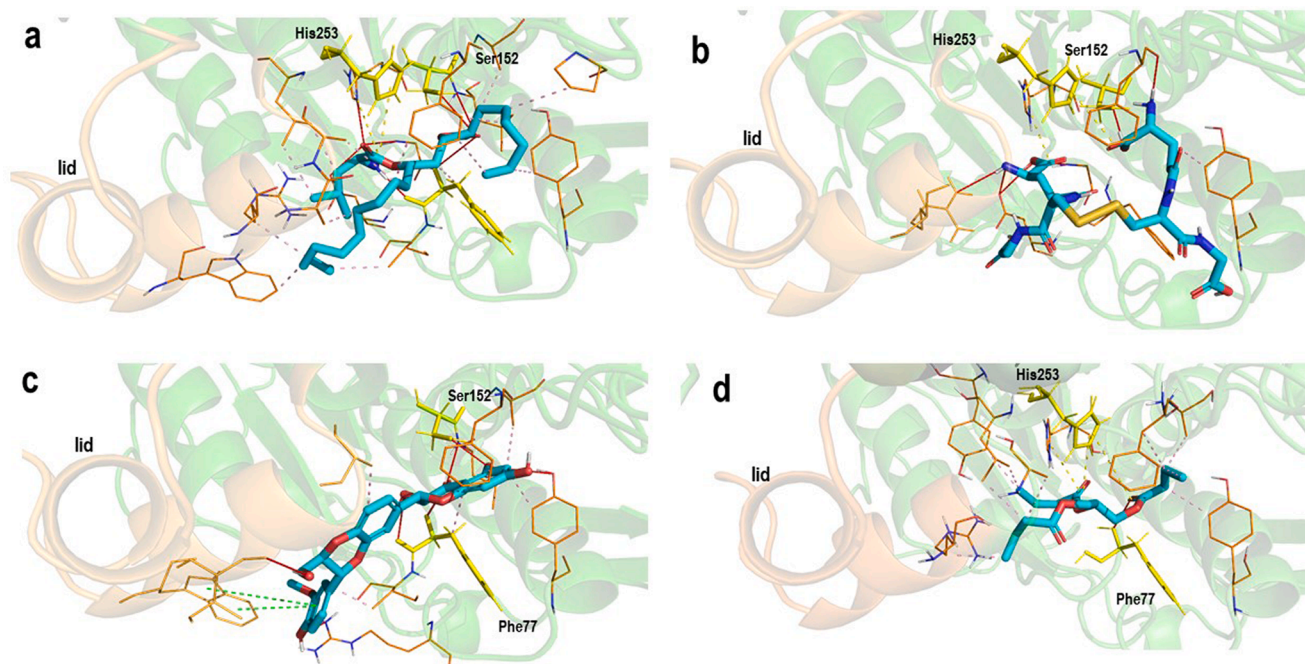 a
His253
Ser152
lid
b
His253
Ser152
lid
c
Ser152
lid
Phe77
d
His253
lid
Phe77